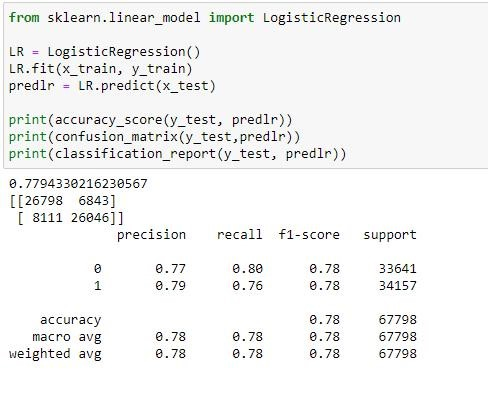 from sklearn.linear_model import LogisticRegression
LR = LogisticRegression()
LR.fit(x_train, y_train)
predlr = LR.predict(x_test)
print(accuracy_score(y_test, predlr))
print(confusion_matrix(y_test,predlr))
print(classification_report(y_test, predlr))
0.7794330216230567
[[26798 6843]
[ 8111 26046]]
precision recall f1-score support
0 0.77 0.80 0.78 33641
1 0.79 0.76 0.78 34157
accuracy 0.78 67798
macro avg 0.78 0.78 0.78 67798
weighted avg 0.78 0.78 0.78 67798